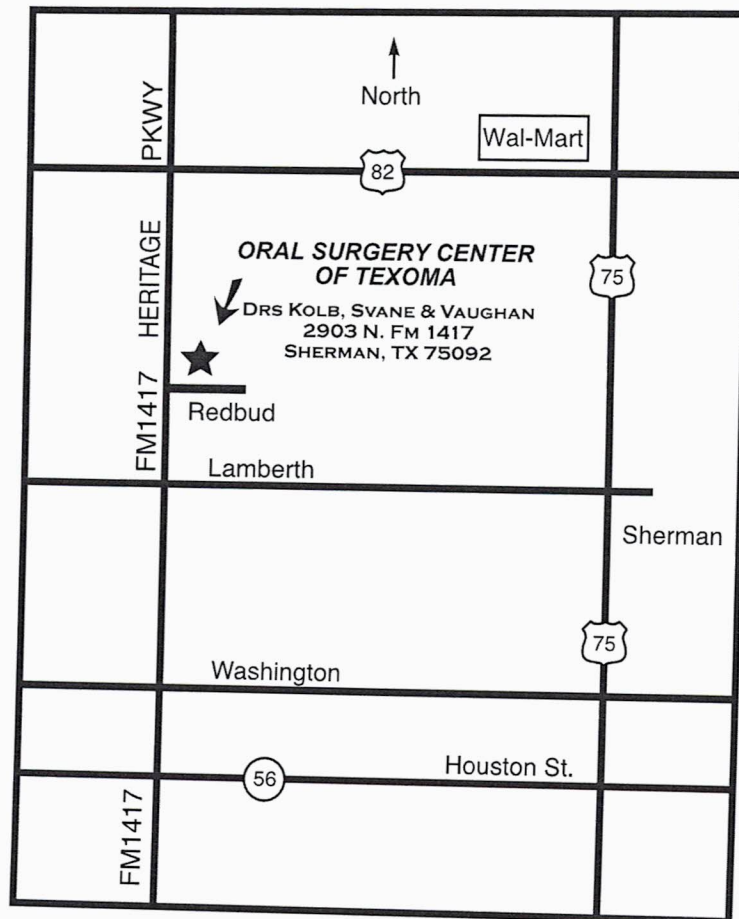 North
Wal-Mart
82
PKWY
HERITAGE
FM1417
ORAL SURGERY CENTER
OF TEXOMA
DRS KOLB, SVANE & VAUGHAN
2903 N. FM 1417
SHERMAN, TX 75092
75
Redbud
Lamberth
Sherman
75
Washington
Houston St.
56
FM1417